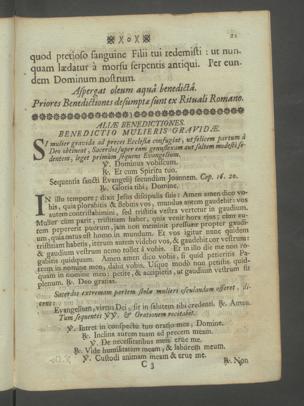 21
quod pretioso sanguine Filii tui redemisti : ut nun-
quam lædatur à morsu serpentis antiqui. Per eun-
dem Dominum nostrum.
Aspergat oleum aquâ benedictâ.
Priores Benedictiones desumptæ sunt ex Rituali Romano.
ALIÆ BENEDICTIONES.
BENEDICTIO MULIERIS GRAVIDÆ.
SI mulier gravida ad preces Ecclesiæ confugiat, ut felicem partum à
Deo obtineat, Sacerdos super eam genuflexam aut saltem modestè se-
dentem, leget primùm sequens Evangelium.
℣. Dominus vobiscum.
℟. Et cum Spiritu tuo.
Sequentia sancti Evangelij secundùm Joannem. Cap. 16. 20.
℟. Gloria tibi, Domine.
IN illo tempore; dixit Jesus discipulis suis: Amen amen dico vo-
bis, quia plorabitis & flebitis vos, mundus autem gaudebit: vos
autem contristabimini, sed tristitia vestra vertetur in gaudium.
Mulier cùm parit, tristitiam habet, quia venit hora ejus; cùm au-
tem pepererit puerum, jam non meminit pressuræ propter gaudi-
um, quia natus est homo in mundum. Et vos igitur nunc quidem
tristitiam habetis, iterum autem videbo vos, & gaudebit cor vestrum:
& gaudium vestrum nemo tollet à vobis. Et in illo die me non ro-
gabitis quidquam. Amen amen dico vobis, si quid petieritis Pa-
trem in nomine meo, dabit vobis. Usque modò non petistis quid-
quam in nomine meo: petite, & accipietis, ut gaudium vestrum sit
plenum. ℟. Deo gratias.
Sacerdos extremam partem stolæ mulieri osculandam offeret, di-
cens:
Evangelium, virtus Dei, sit in salutem tibi credenti. ℟. Amen.
Tum sequentes ℣℣. & Orationem recitabit.
℣. Intret in conspectu tuo oratio mea, Domine.
℟. Inclina aurem tuam ad precem meam.
℣. De necessitatibus meis erue me.
℟. Vide humilitatem meam, & laborem meum.
℣. Custodi animam meam & erue me.
C 3
℟. Non